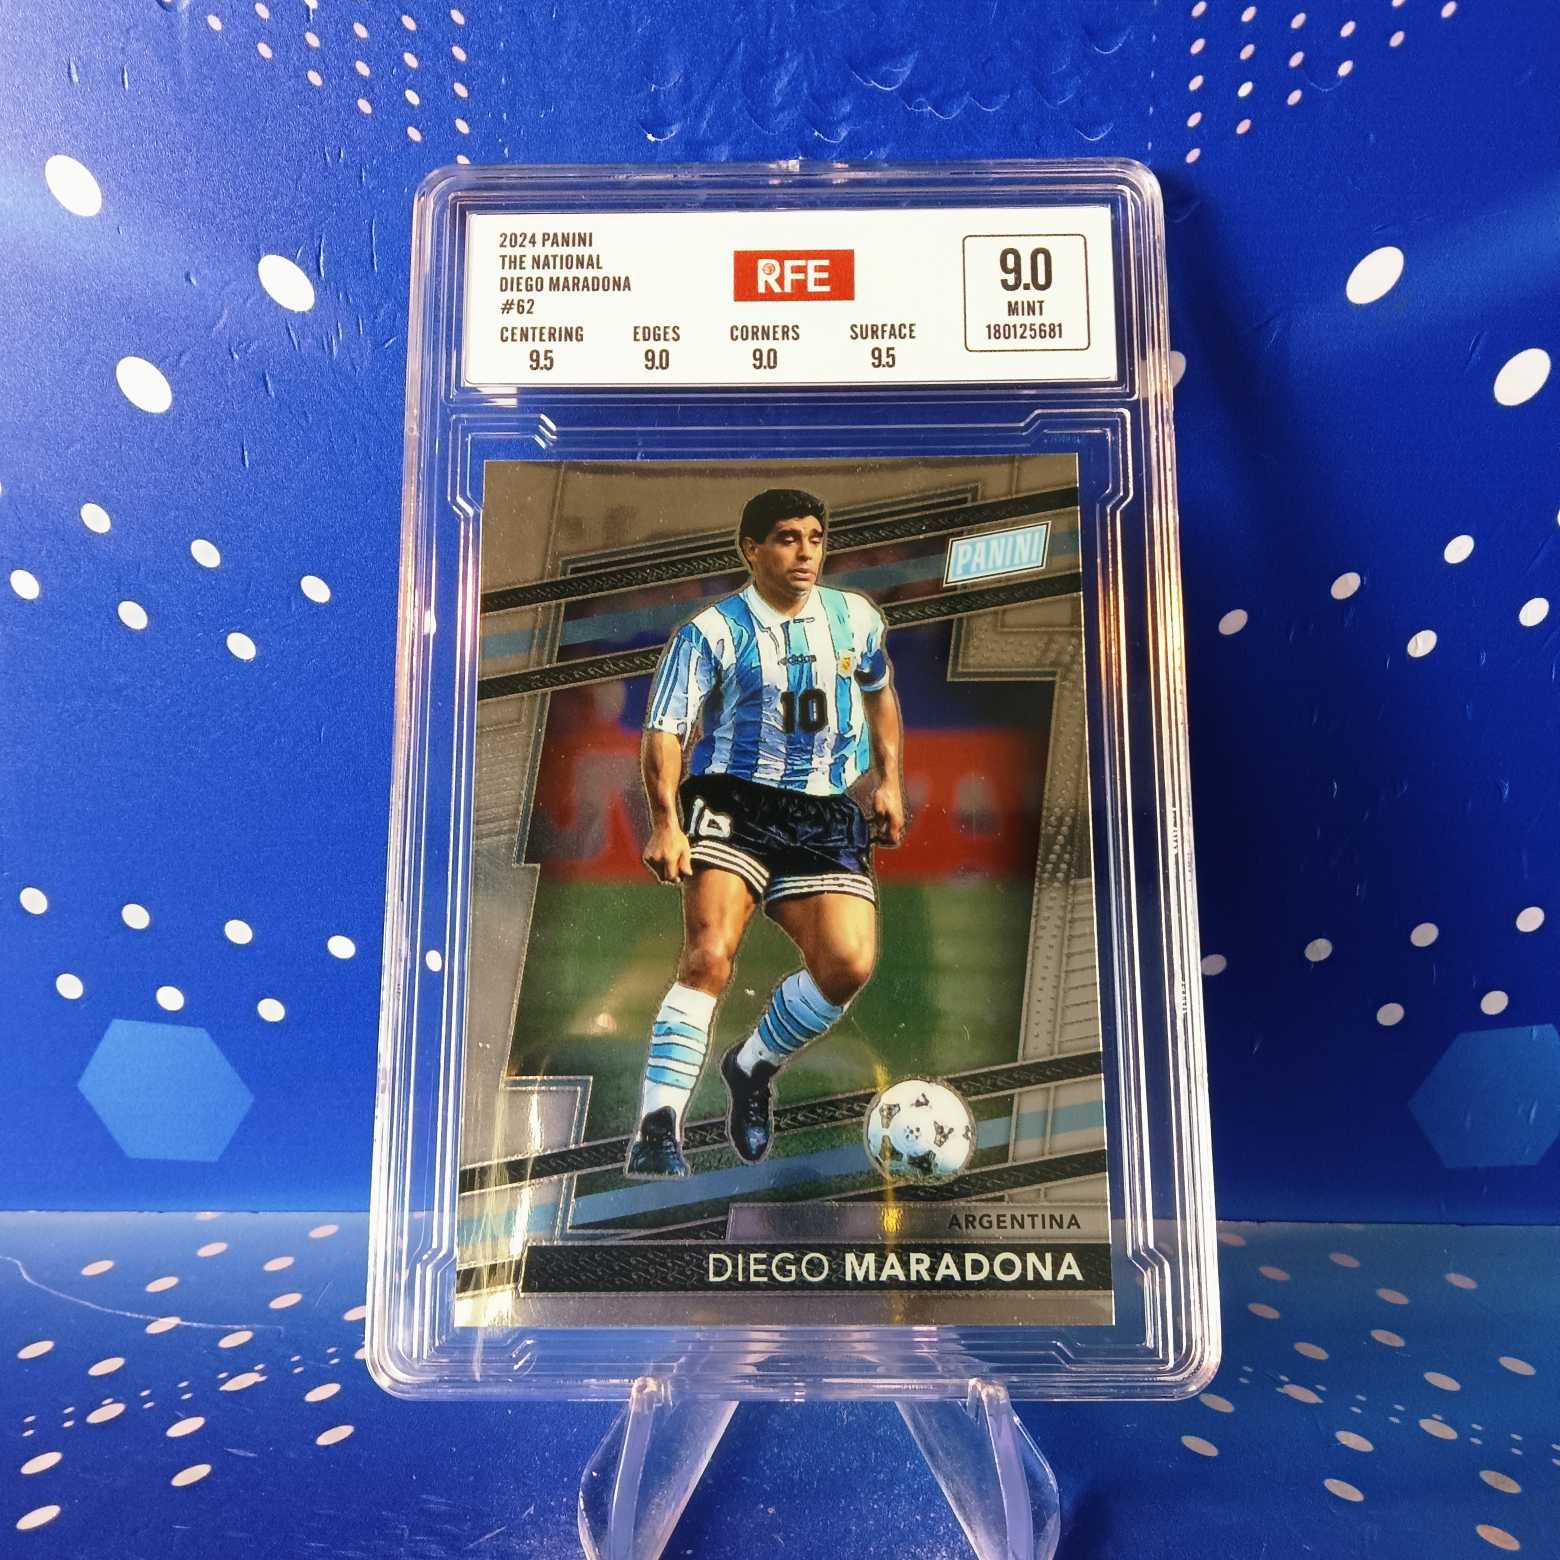 2024 PANINI
THE NATIONAL
DIEGO MARADONA
#62
RFE
9.0
MINT
180125681
CENTERING EDGES CORNERS SURFACE
9.5 9.0 9.0 9.5
PANINI
adidas
10
10
ARGENTINA
DIEGO MARADONA